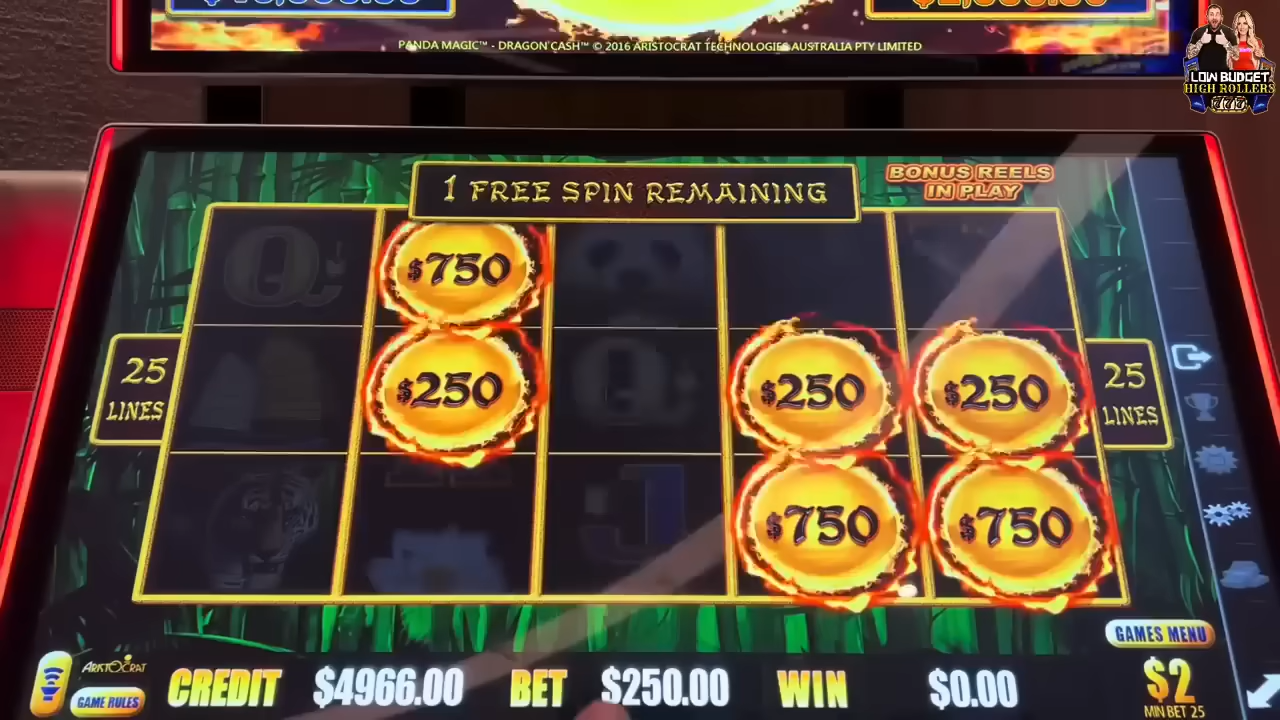 PANDA MAGIC™ - DRAGON CASH™ © 2016 ARISTOCRAT TECHNOLOGIES AUSTRALIA PTY LIMITED
LOW BUDGET
HIGH ROLLERS
777
1 FREE SPIN REMAINING
BONUS REELS
IN PLAY
Q
$750
25
LINES
$250
Q
$250
$250
25
LINES
J
$750
$750
GAMES MENU
ARISTOCRAT
GAME RULES
CREDIT $4966.00 BET $250.00 WIN $0.00
$2
MIN BET 25